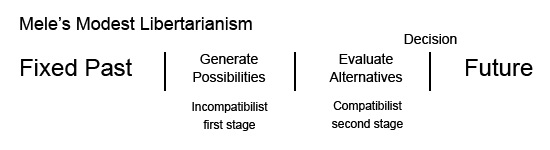 Mele's Modest Libertarianism
Decision
Fixed Past
Generate
Possibilities
Evaluate
Alternatives
Future
Incompatibilist
first stage
Compatibilist
second stage